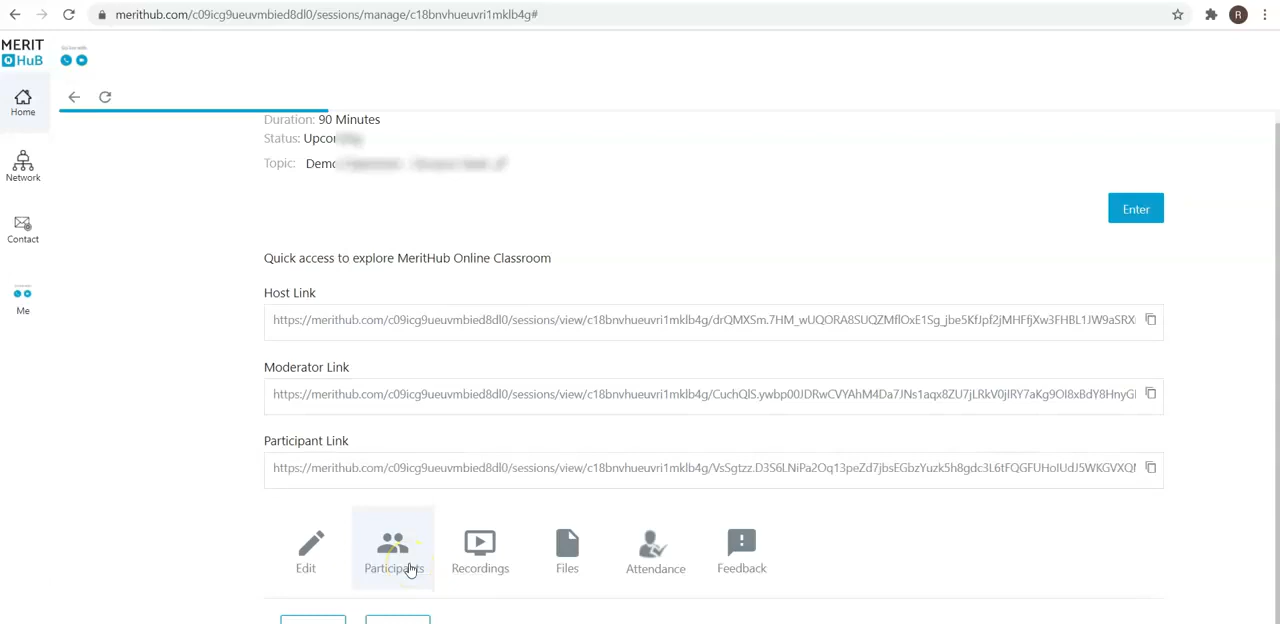 merithub.com/c09icg9ueuvmbied8dl0/sessions/manage/c18bnvhueuvri1mklb4g#
R
MERIT
HuB
Home
Network
Contact
Me
Duration: 90 Minutes
Status:
Topic: Demo
Enter
Quick access to explore MeritHub Online Classroom
Host Link
https://merithub.com/c09icg9ueuvmbied8dl0/sessions/view/c18bnvhueuvri1mklb4g/drQMXSm.7HM_wUQORA8SUQZMflOxE1Sg_jbe5KfJpf2jMHFfjXw3FHBL1JW9aSRX
Moderator Link
https://merithub.com/c09icg9ueuvmbied8dl0/sessions/view/c18bnvhueuvri1mklb4g/CuchQlS.ywbp00JDRwCVYAhM4Da7JNs1aqx8ZU7jLRkV0jIRY7aKg9OI8xBdY8HnyGl
Participant Link
https://merithub.com/c09icg9ueuvmbied8dl0/sessions/view/c18bnvhueuvri1mklb4g/VsSgtzz.D3S6LNiPa2Oq13peZd7jbsEGbzYuzk5h8gdc3L6tFQGFUHoIUdJ5WKGVXQM
Edit Participants Recordings Files Attendance Feedback